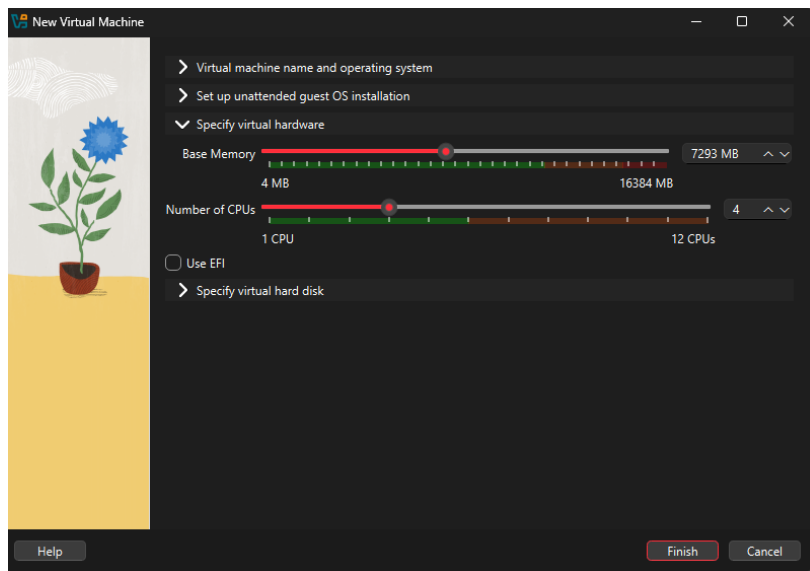 New Virtual Machine
Virtual machine name and operating system
Set up unattended guest OS installation
Specify virtual hardware
Base Memory 7293 MB
4 MB 16384 MB
Number of CPUs 4
1 CPU 12 CPUs
Use EFI
Specify virtual hard disk
Help Finish Cancel